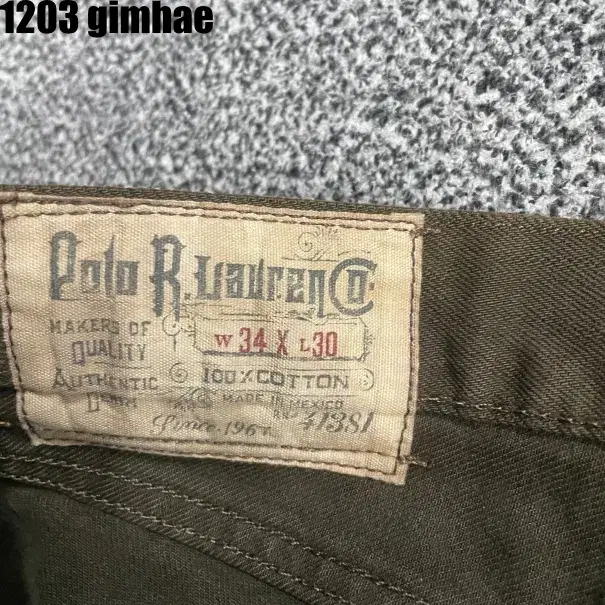 1203 gimhae
Polo R. Lauren Co.
MAKERS OF
QUALITY
W 34 X L 30
AUTHENTIC
DENIM
100% COTTON
MADE IN MEXICO
41381
Since 1967